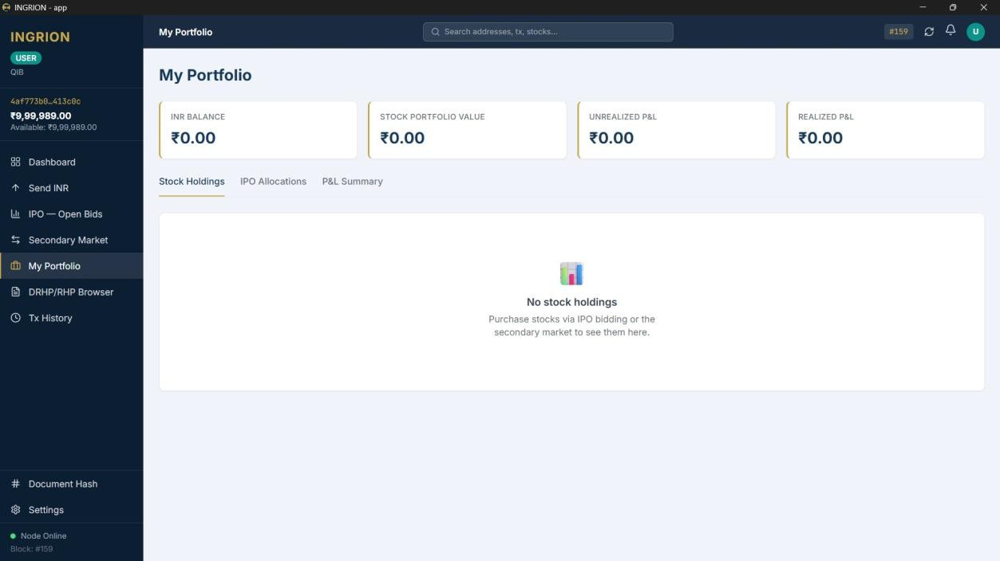 INGRION - app
INGRION
USER
QIB
4af773b0…413c0c
₹9,99,989.00
Available: ₹9,99,989.00
Dashboard
Send INR
IPO — Open Bids
Secondary Market
My Portfolio
DRHP/RHP Browser
Tx History
Document Hash
Settings
Node Online
Block: #159
My Portfolio
Search addresses, tx, stocks...
#159
U
My Portfolio
INR BALANCE
₹0.00
STOCK PORTFOLIO VALUE
₹0.00
UNREALIZED P&L
₹0.00
REALIZED P&L
₹0.00
Stock Holdings
IPO Allocations
P&L Summary
No stock holdings
Purchase stocks via IPO bidding or the
secondary market to see them here.